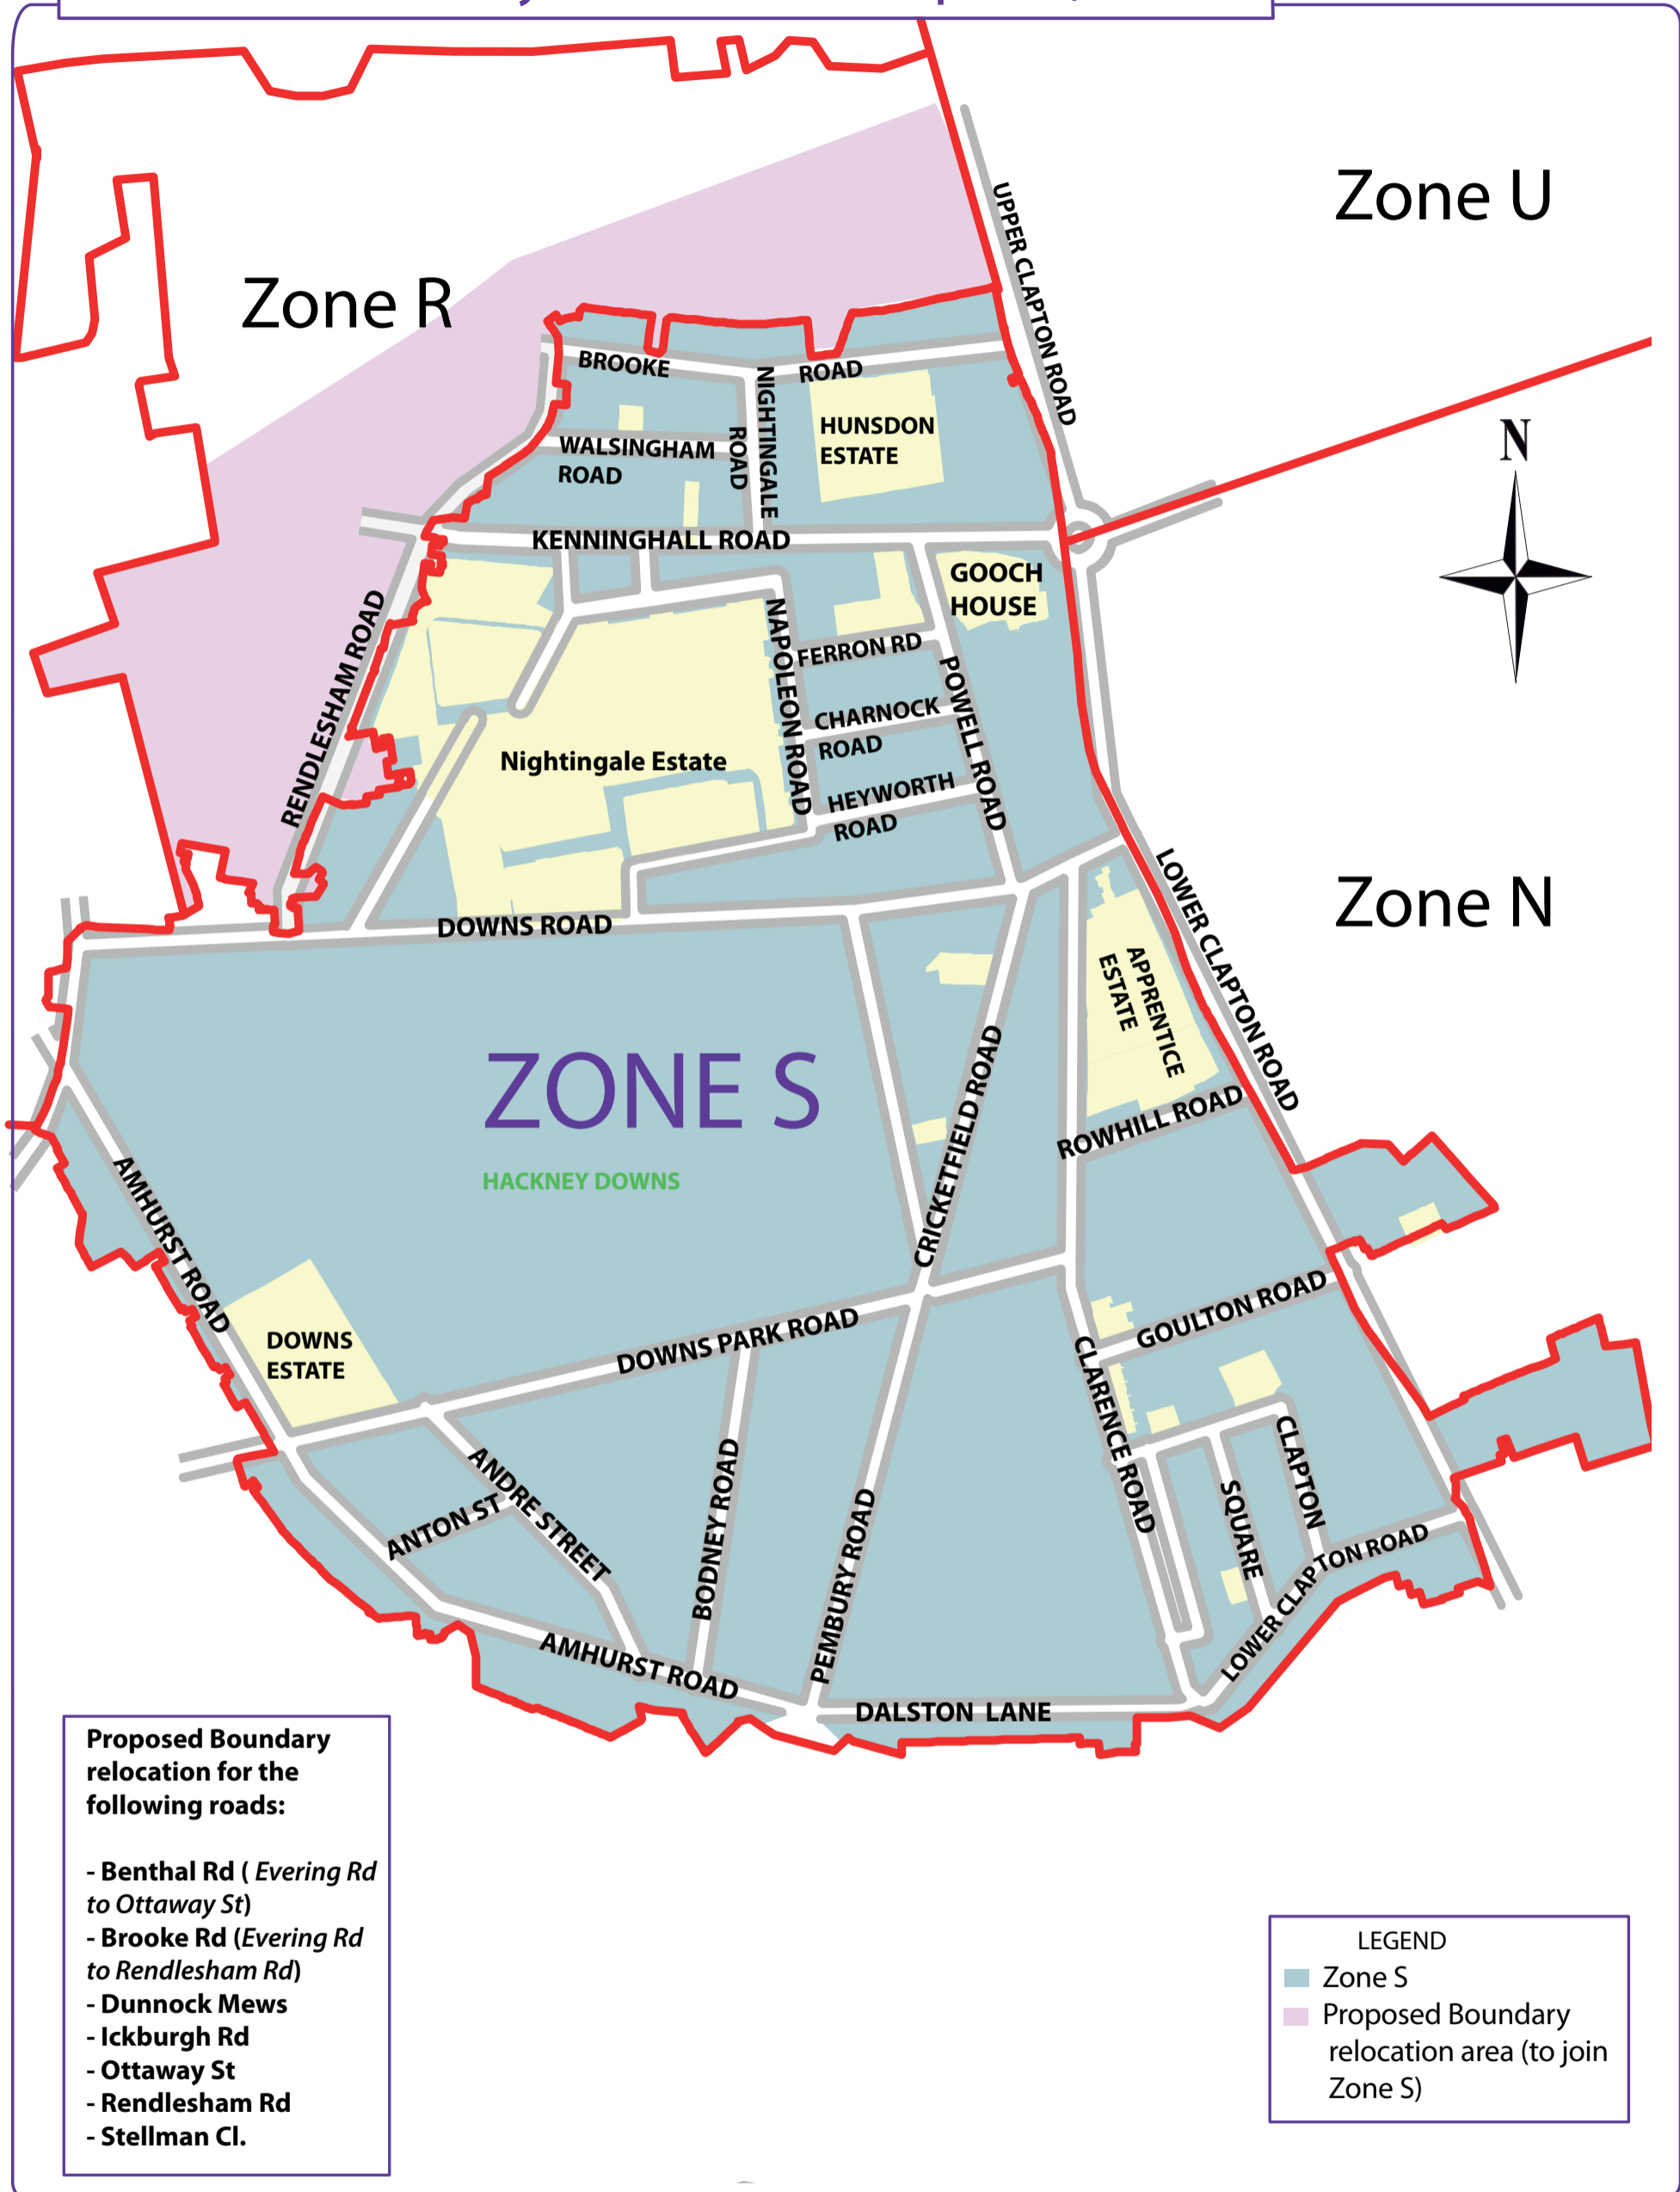 Zone U
Zone R
UPPER CLAPTON ROAD
BROOKE
ROAD
NIGHTINGALE
ROAD
HUNSDON
ESTATE
WALSINGHAM
ROAD
N
KENNINGHALL ROAD
GOOCH
HOUSE
RENDLESHAM ROAD
NAPOLEON ROAD
FERRON RD
POWELL ROAD
CHARNOCK
ROAD
Nightingale Estate
HEYWORTH
ROAD
LOWER CLAPTON ROAD
Zone N
DOWNS ROAD
APPRENTICE
ESTATE
ZONE S
HACKNEY DOWNS
CRICKETFIELD ROAD
ROWHILL ROAD
AMHURST ROAD
DOWNS
ESTATE
DOWNS PARK ROAD
GOULTON ROAD
CLARENCE ROAD
ANDRE STREET
ANTON ST
BODNEY ROAD
PEMBURY ROAD
CLAPTON
SQUARE
LOWER CLAPTON ROAD
AMHURST ROAD
DALSTON LANE
Proposed Boundary
relocation for the
following roads:
- Benthal Rd ( Evering Rd
to Ottaway St)
- Brooke Rd (Evering Rd
to Rendlesham Rd)
- Dunnock Mews
- Ickburgh Rd
- Ottaway St
- Rendlesham Rd
- Stellman Cl.
LEGEND
Zone S
Proposed Boundary
relocation area (to join
Zone S)